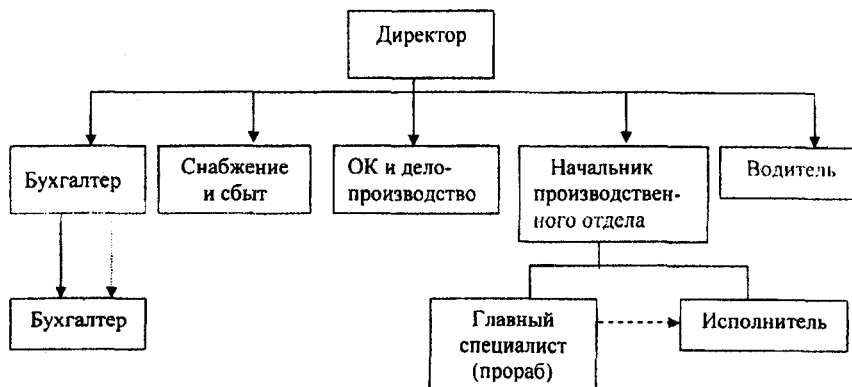 Директор
Бухгалтер
Снабжение
и сбыт
ОК и дело-
производство
Начальник
производствен-
ного отдела
Водитель
Бухгалтер
Главный
специалист
(прораб)
Исполнитель